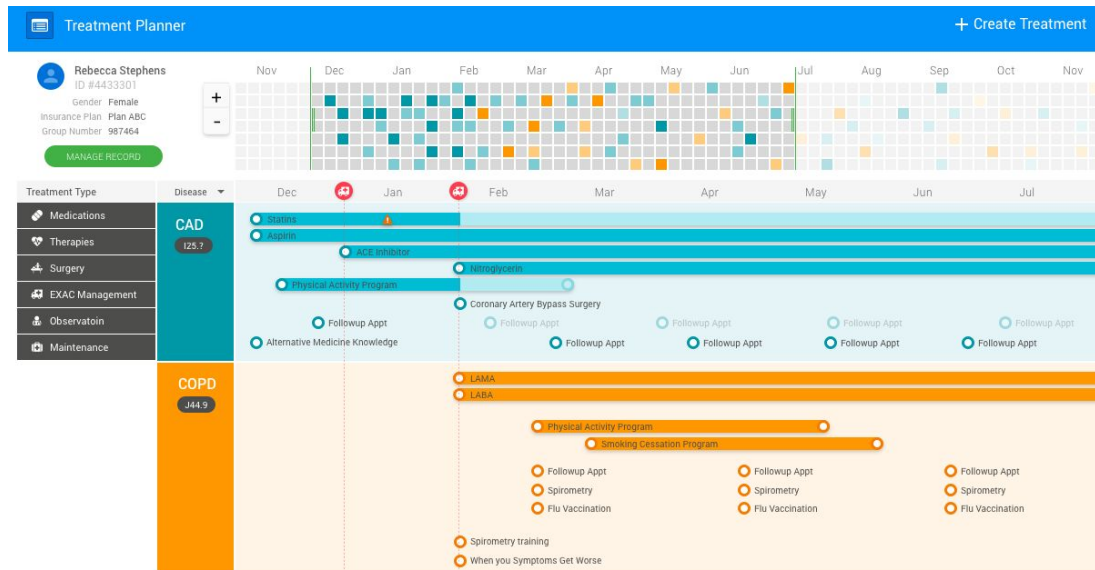 Treatment Planner
+ Create Treatment
Rebecca Stephens
ID #4433301
Gender Female
Insurance Plan Plan ABC
Group Number 987464
MANAGE RECORD
+
-
Nov Dec Jan Feb Mar Apr May Jun Jul Aug Sep Oct Nov
Treatment Type
Disease
Dec Jan Feb Mar Apr May Jun Jul
Medications
Therapies
Surgery
EXAC Management
Observatoin
Maintenance
CAD
I25.?
Statins
Aspirin
ACE Inhibitor
Nitroglycerin
Physical Activity Program
Coronary Artery Bypass Surgery
Followup Appt Followup Appt Followup Appt Followup Appt Followup Appt
Alternative Medicine Knowledge Followup Appt Followup Appt Followup Appt Followup Appt
COPD
J44.9
LAMA
LABA
Physical Activity Program
Smoking Cessation Program
Followup Appt Followup Appt Followup Appt
Spirometry Spirometry Spirometry
Flu Vaccination Flu Vaccination Flu Vaccination
Spirometry training
When you Symptoms Get Worse